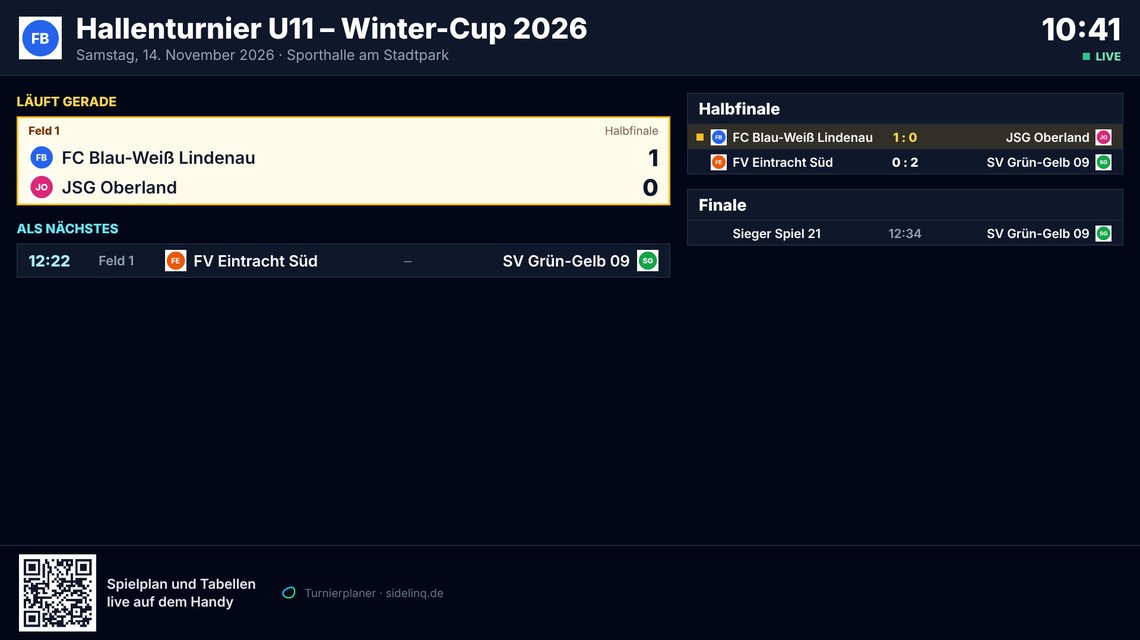 FB
Hallenturnier U11 – Winter-Cup 2026
Samstag, 14. November 2026 · Sporthalle am Stadtpark
10:41
LIVE
LÄUFT GERADE
Feld 1 Halbfinale
FB FC Blau-Weiß Lindenau 1
JO JSG Oberland 0
ALS NÄCHSTES
12:22 Feld 1 FE FV Eintracht Süd – SV Grün-Gelb 09 SG
Halbfinale
FB FC Blau-Weiß Lindenau 1 : 0 JSG Oberland JO
FE FV Eintracht Süd 0 : 2 SV Grün-Gelb 09 SG
Finale
Sieger Spiel 21 12:34 SV Grün-Gelb 09 SG
Spielplan und Tabellen
live auf dem Handy
Turnierplaner · sidelinq.de